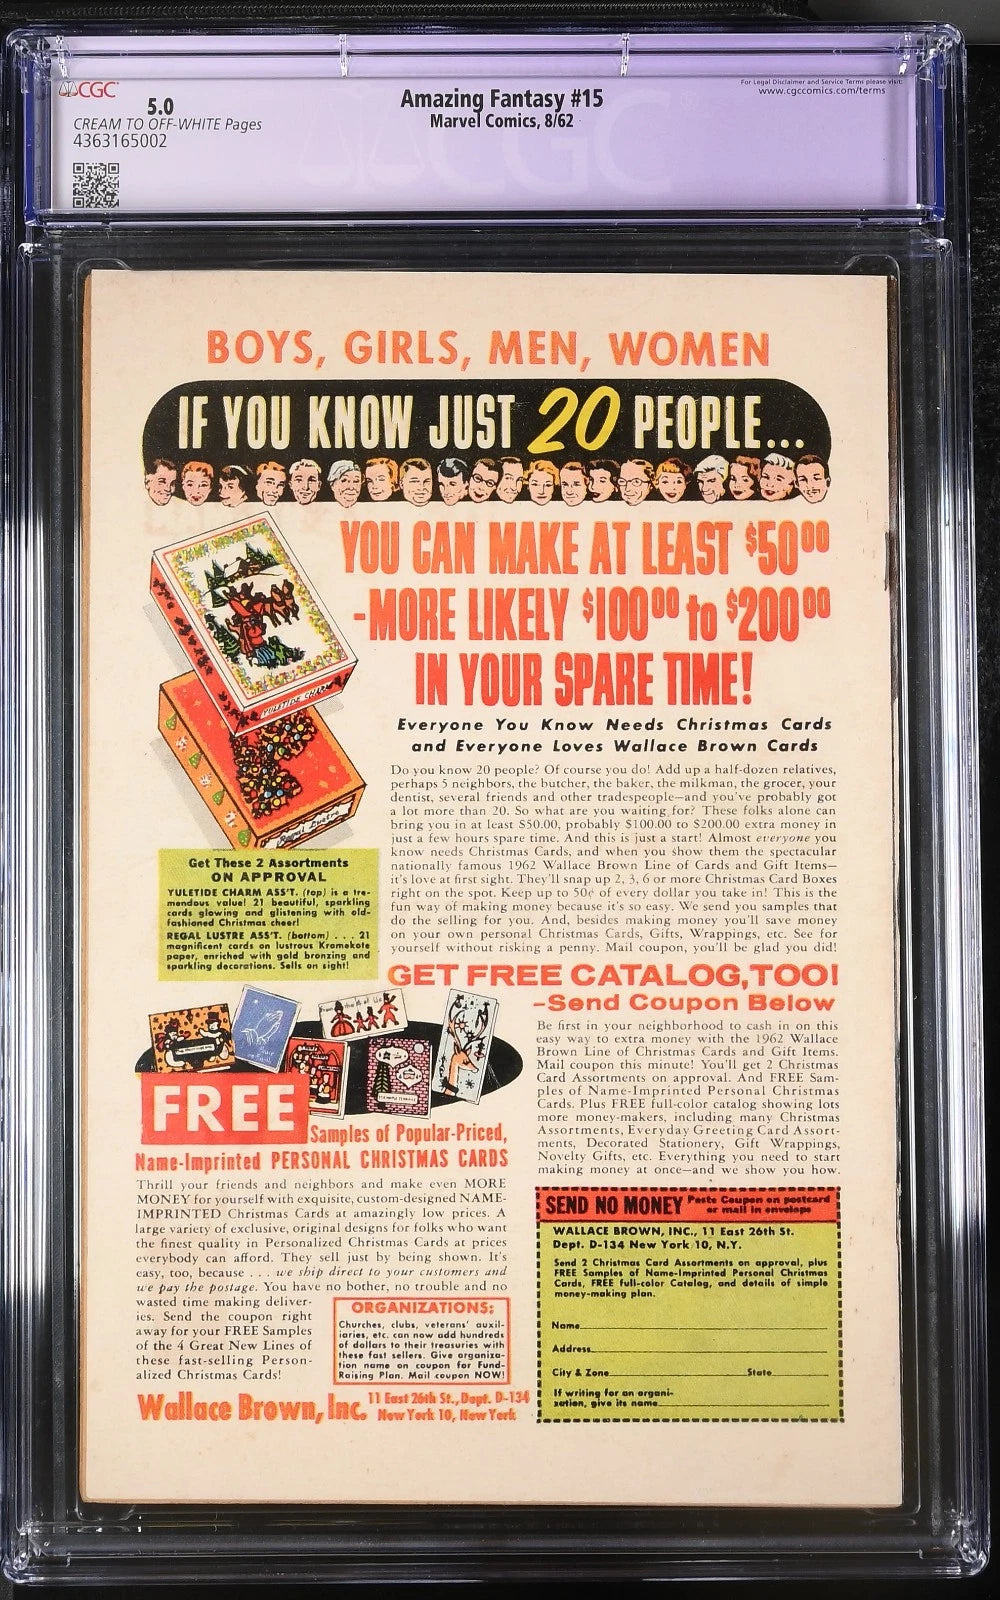 CGC
5.0
CREAM TO OFF-WHITE Pages
4363165002
Amazing Fantasy #15
Marvel Comics, 8/62
For Legal Disclaimer and Service Terms please visit:
www.cgccomics.com/terms
CGC
BOYS, GIRLS, MEN, WOMEN
IF YOU KNOW JUST 20 PEOPLE...
YOU CAN MAKE AT LEAST $5000
-MORE LIKELY $10000 to $20000
IN YOUR SPARE TIME!
YULETIDE CHARM
Regal Lustre
Everyone You Know Needs Christmas Cards
and Everyone Loves Wallace Brown Cards
Do you know 20 people? Of course you do! Add up a half-dozen relatives,
perhaps 5 neighbors, the butcher, the baker, the milkman, the grocer, your
dentist, several friends and other tradespeople—and you've probably got
a lot more than 20. So what are you waiting for? These folks alone can
bring you in at least $50.00, probably $100.00 to $200.00 extra money in
just a few hours spare time. And this is just a start! Almost everyone you
know needs Christmas Cards, and when you show them the spectacular
nationally famous 1962 Wallace Brown Line of Cards and Gift Items—
it's love at first sight. They'll snap up 2, 3, 6 or more Christmas Card Boxes
right on the spot. Keep up to 50¢ of every dollar you take in! This is the
fun way of making money because it's so easy. We send you samples that
do the selling for you. And, besides making money you'll save money
on your own personal Christmas Cards, Gifts, Wrappings, etc. See for
yourself without risking a penny. Mail coupon, you'll be glad you did!
Get These 2 Assortments
ON APPROVAL
YULETIDE CHARM ASS'T. (top) is a tre-
mendous value! 21 beautiful, sparkling
cards glowing and glistening with old-
fashioned Christmas cheer!
REGAL LUSTRE ASS'T. (bottom) . . . 21
magnificent cards on lustrous Kromekote
paper, enriched with gold bronzing and
sparkling decorations. Sells on sight!
GET FREE CATALOG,TOO!
-Send Coupon Below
Be first in your neighborhood to cash in on this
easy way to extra money with the 1962 Wallace
Brown Line of Christmas Cards and Gift Items.
Mail coupon this minute! You'll get 2 Christmas
Card Assortments on approval. And FREE Sam-
ples of Name-Imprinted Personal Christmas
Cards. Plus FREE full-color catalog showing lots
more money-makers, including many Christmas
Assortments, Everyday Greeting Card Assort-
ments, Decorated Stationery, Gift Wrappings,
Novelty Gifts, etc. Everything you need to start
making money at once—and we show you how.
FREE
Samples of Popular-Priced,
Name-Imprinted PERSONAL CHRISTMAS CARDS
Thrill your friends and neighbors and make even MORE
MONEY for yourself with exquisite, custom-designed NAME-
IMPRINTED Christmas Cards at amazingly low prices. A
large variety of exclusive, original designs for folks who want
the finest quality in Personalized Christmas Cards at prices
everybody can afford. They sell just by being shown. It's
easy, too, because . . . we ship direct to your customers and
we pay the postage. You have no bother, no trouble and no
wasted time making deliver-
ies. Send the coupon right
away for your FREE Samples
of the 4 Great New Lines of
these fast-selling Person-
alized Christmas Cards!
ORGANIZATIONS:
Churches, clubs, veterans' auxil-
iaries, etc. can now add hundreds
of dollars to their treasuries with
these fast sellers. Give organiza-
tion name on coupon for Fund-
Raising Plan. Mail coupon NOW!
Wallace Brown, Inc. 11 East 26th St., Dept. D-134
New York 10, New York
SEND NO MONEY Paste Coupon on postcard
or mail in envelope
WALLACE BROWN, INC., 11 East 26th St.
Dept. D-134 New York 10, N.Y.
Send 2 Christmas Card Assortments on approval, plus
FREE Samples of Name-Imprinted Personal Christmas
Cards, FREE full-color Catalog, and details of simple
money-making plan.
Name
Address
City & Zone State
If writing for an organi-
zation, give its name